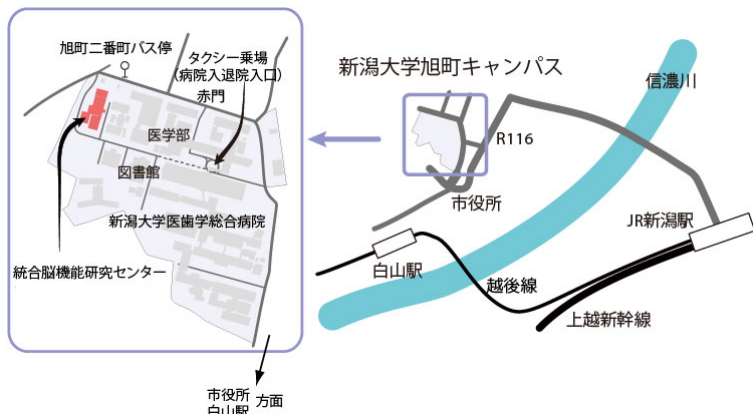 旭町二番町バス停
タクシー乗場
（病院入退院入口）
赤門
医学部
図書館
新潟大学医歯学総合病院
統合脳機能研究センター
市役所
白山駅
方面
新潟大学旭町キャンパス
信濃川
R116
市役所
JR新潟駅
白山駅
越後線
上越新幹線